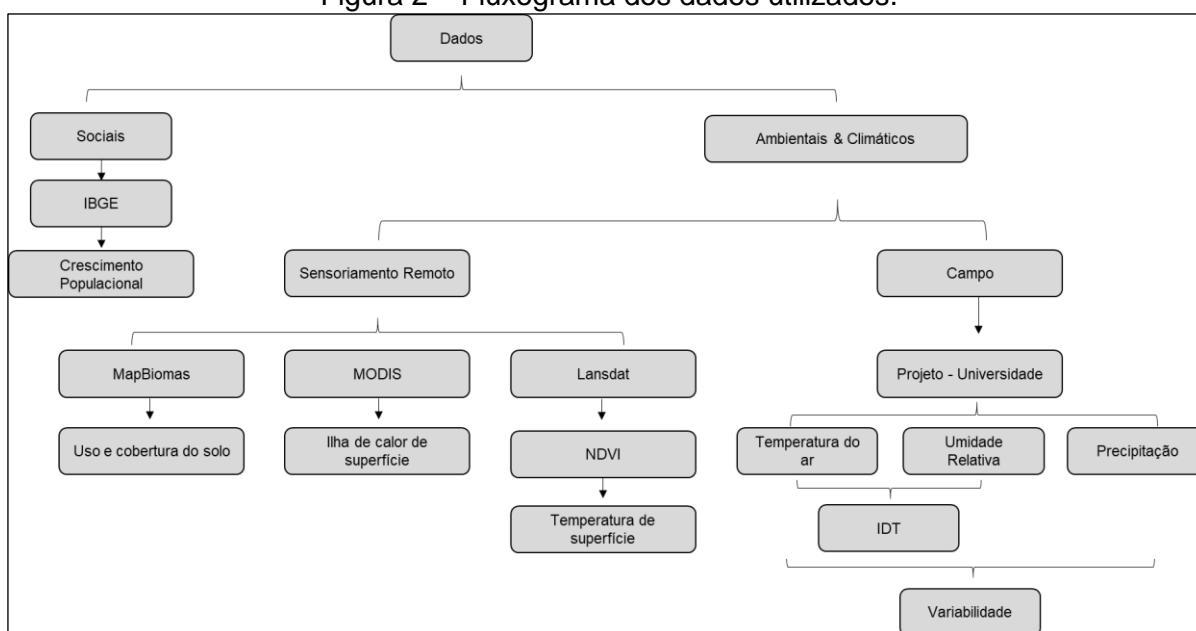 Figura 2 – Fluxograma dos dados utilizados.
Dados
Sociais
Ambientais & Climáticos
IBGE
Crescimento
Populacional
Sensoriamento Remoto
Campo
MapBiomas
MODIS
Lansdat
Projeto - Universidade
Uso e cobertura do solo
Ilha de calor de
superfície
NDVI
Temperatura do
ar
Umidade
Relativa
Precipitação
Temperatura de
superfície
IDT
Variabilidade